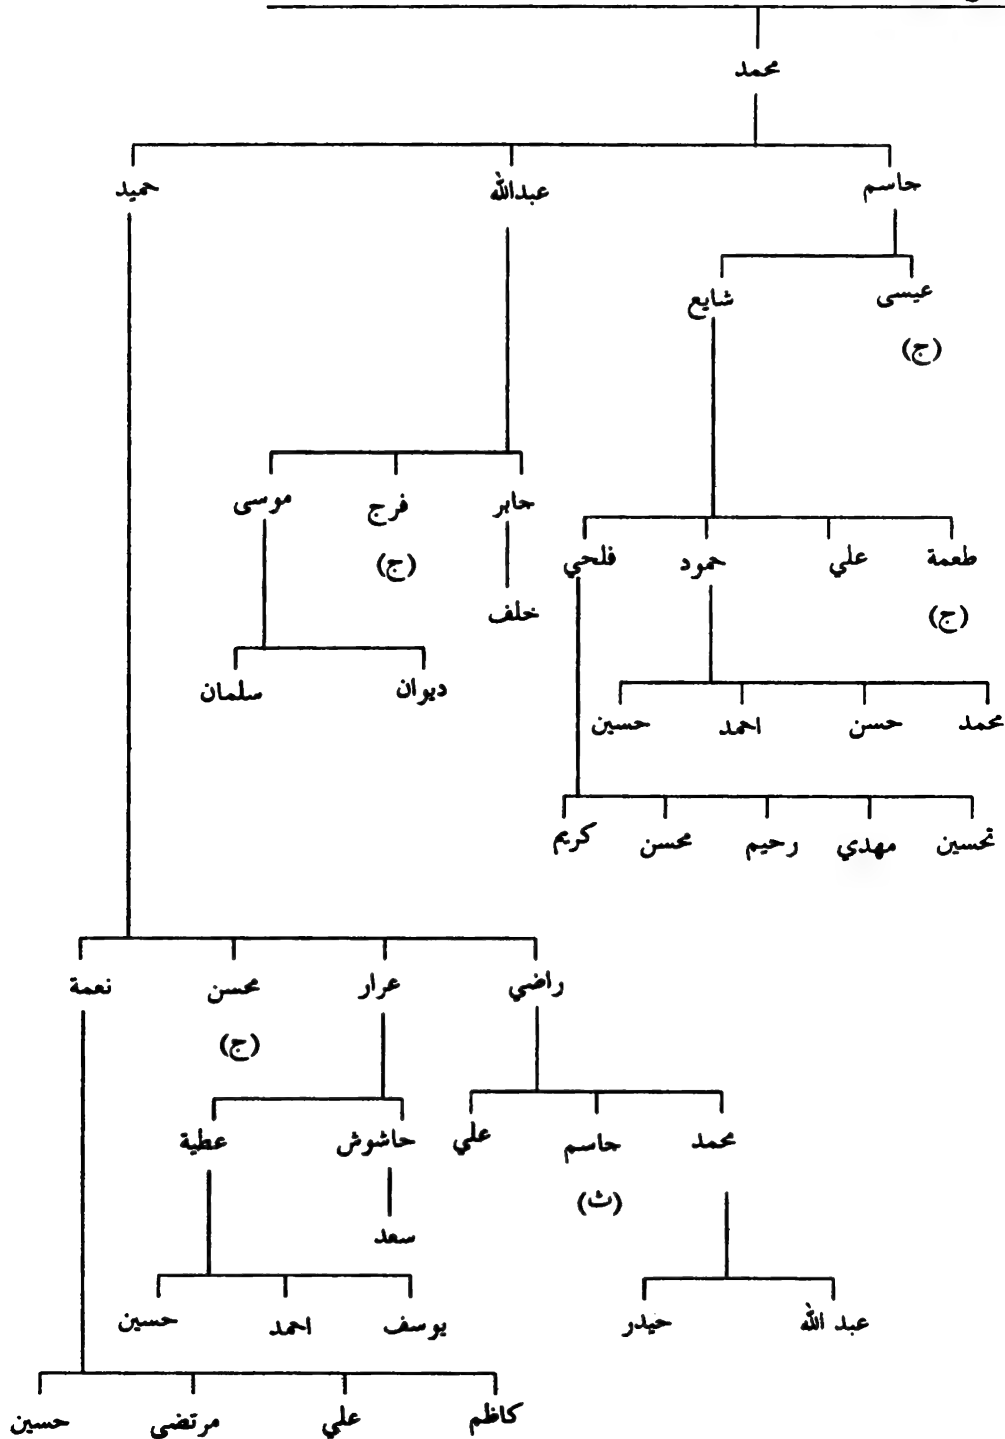 محمد
جاسم عبدالله حميد
عيسى شايع
(ج)
جابر فرج موسى
(ج)
طعمة علي حمود فلحي
(ج)
خلف
ديوان سلمان
محمد حسن احمد حسين
تحسين مهدي رحيم محسن كريم
راضي عرار محسن نعمة
(ج)
محمد جاسم علي حاشوش عطية
(ث)
سعد
عبد الله حيدر يوسف احمد حسين
كاظم علي مرتضى حسين